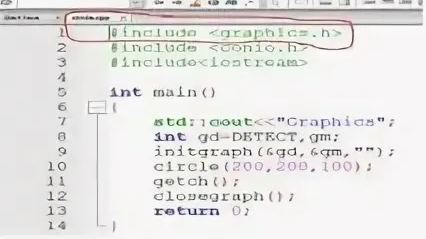 1 #include <graphics.h>
2 #include <conio.h>
3 #include<iostream>
4
5 int main()
6 {
7 std::cout<<"Graphics";
8 int gd=DETECT,gm;
9 initgraph(&gd,&gm,"");
10 circle(200,200,100);
11 getch();
12 closegraph();
13 return 0;
14 }